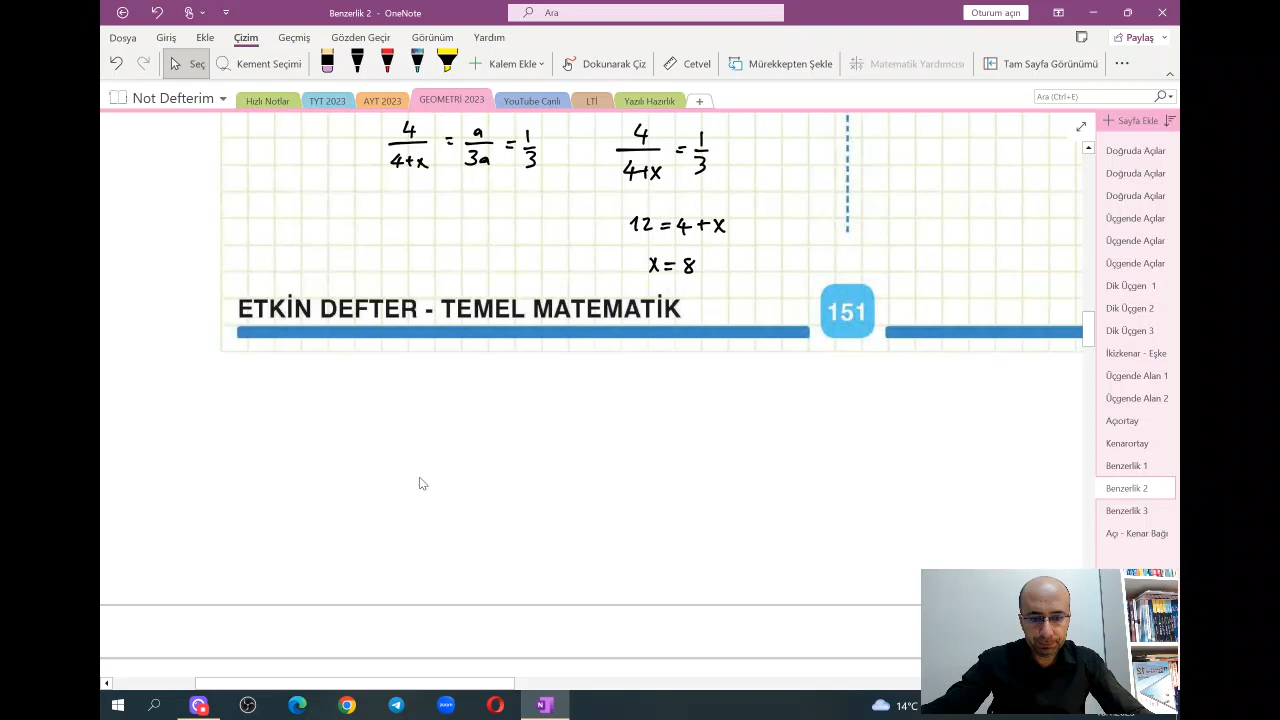 Benzerlik 2 - OneNote
Ara
Oturum açın
Dosya Giriş Ekle Çizim Geçmiş Gözden Geçir Görünüm Yardım
Paylaş
Seç Kement Seçimi Kalem Ekle Dokunarak Çiz Cetvel Mürekkepten Şekle Matematik Yardımcısı Tam Sayfa Görünümü
Not Defterim Hızlı Notlar TYT 2023 AYT 2023 GEOMETRİ 2023 YouTube Canlı LTİ Yazılı Hazırlık
Ara (Ctrl+E)
Sayfa Ekle
Doğruda Açılar
Doğruda Açılar
Doğruda Açılar
Üçgende Açılar
Üçgende Açılar
Üçgende Açılar
Dik Üçgen 1
Dik Üçgen 2
Dik Üçgen 3
İkizkenar - Eşke
Üçgende Alan 1
Üçgende Alan 2
Açıortay
Kenarortay
Benzerlik 1
Benzerlik 2
Benzerlik 3
Açı - Kenar Bağı
4/(4+x) = a/3a = 1/3
4/(4+x) = 1/3
12 = 4 + x
x = 8
ETKİN DEFTER - TEMEL MATEMATİK
151
14°C